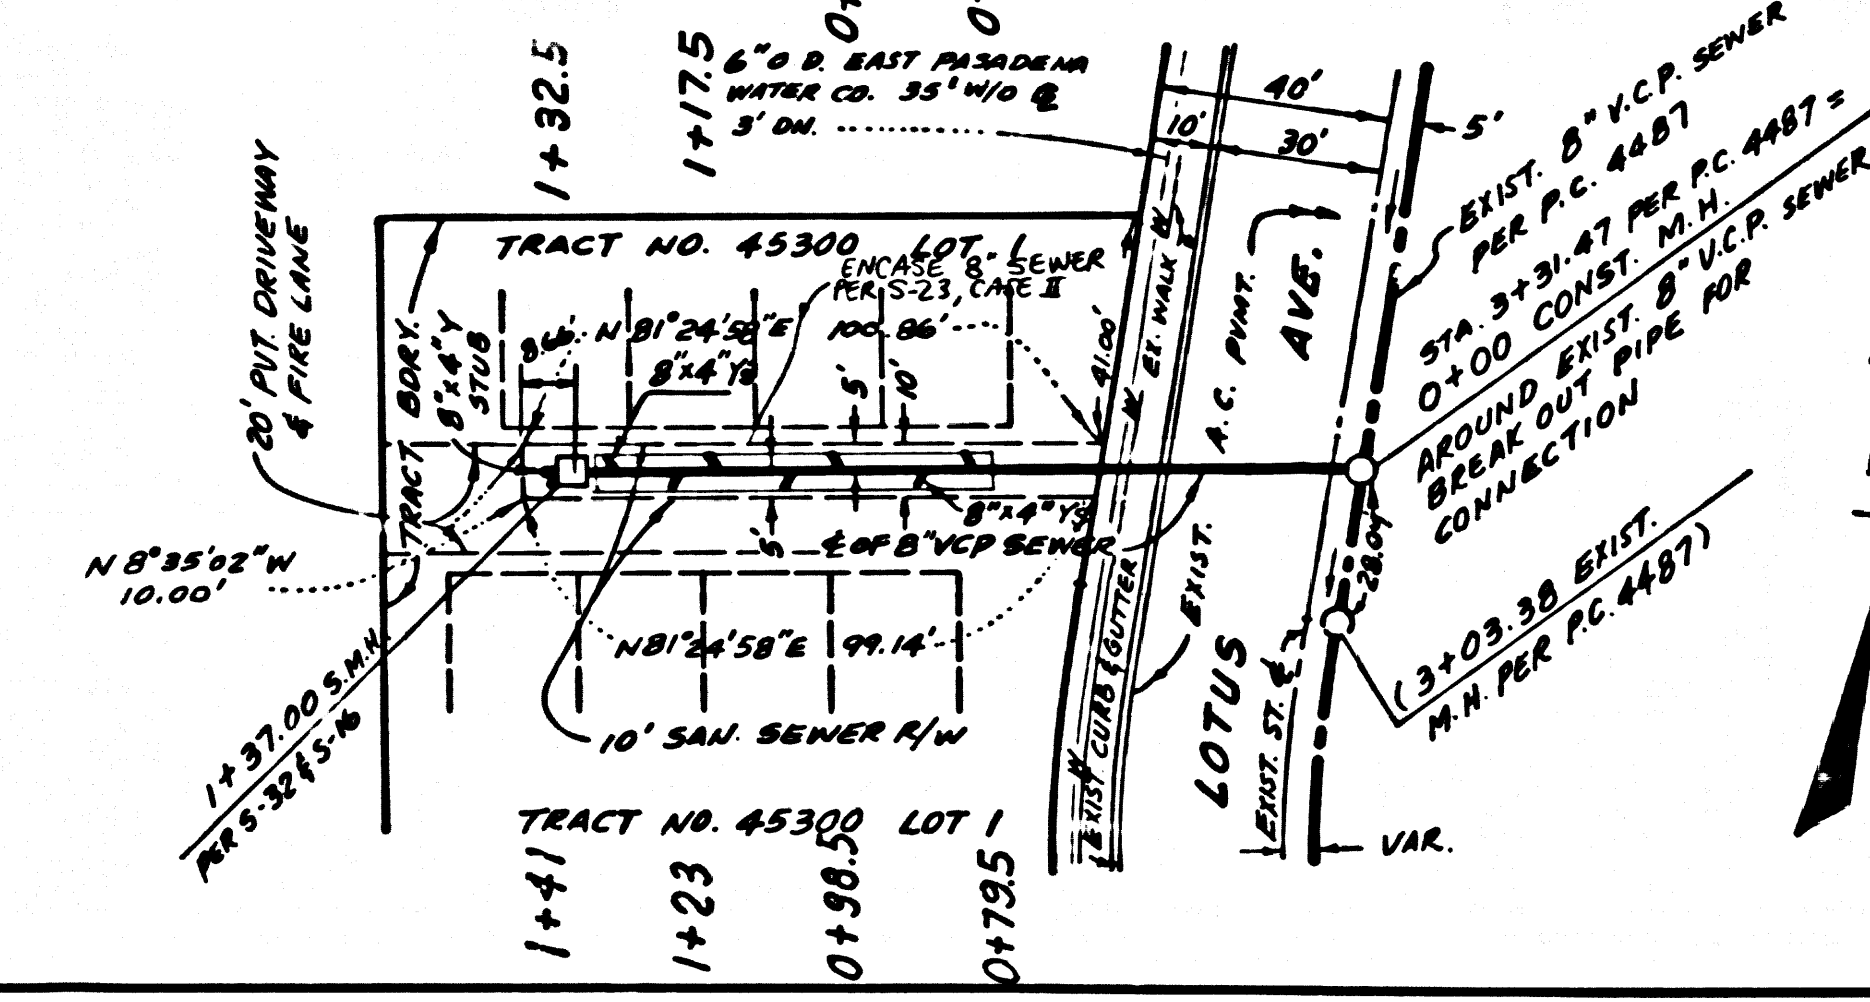 1+32.5
1+17.5
6" O D. EAST PASADENA
WATER CO. 35' W/O ℄
3' DN.
40'
10'
30'
5'
EXIST. 8" V.C.P. SEWER
PER P.C. 4487
STA. 3+31.47 PER P.C. 4487 =
0+00 CONST. M.H.
AROUND EXIST. 8" V.C.P. SEWER
BREAK OUT PIPE FOR
CONNECTION
20' PVT. DRIVEWAY
& FIRE LANE
TRACT NO. 45300 LOT 1
ENCASE 8" SEWER
PER S-23, CASE II
TRACT BDRY.
8"x4"Y
STUB
8.66'
N 81°24'58"E 100.86'
8"x4" Ys
5'
10'
41.00'
W
EX. WALK
W
A.C. PVMT.
LOTUS AVE.
8"x4" Ys
5'
℄ OF 8" VCP SEWER
N 8°35'02"W
10.00'
EXIST.
28.09
(3+03.38 EXIST.
M.H. PER P.C. 4487)
N81°24'58"E 99.14'
1+37.00 S.M.H.
PER S-32 & S-16
10' SAN. SEWER R/W
W
EXIST CURB & GUTTER
EXIST. ST. ℄
VAR.
TRACT NO. 45300 LOT 1
1+41
1+23
0+98.5
0+79.5